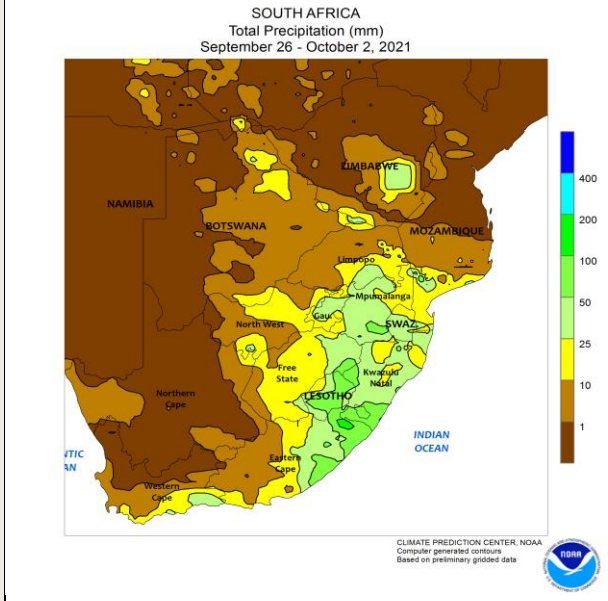 SOUTH AFRICA
Total Precipitation (mm)
September 26 - October 2, 2021
ZIMBABWE
NAMIBIA
BOTSWANA
MOZAMBIQUE
Limpopo
Mpumalanga
Gau.
North West
SWAZ.
Free
State
Kwazulu
Natal
Northern
Cape
LESOTHO
INDIAN
OCEAN
NTIC
AN
Eastern
Cape
Western
Cape
400
200
100
50
25
10
1
CLIMATE PREDICTION CENTER, NOAA
Computer generated contours
Based on preliminary gridded data
NOAA